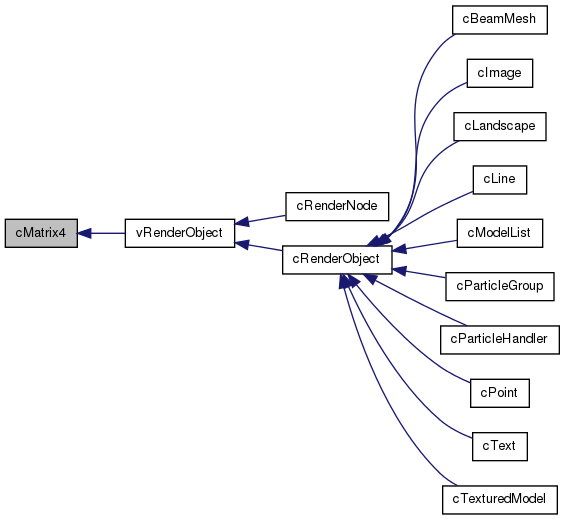 cMatrix4
vRenderObject
cRenderNode
cRenderObject
cBeamMesh
cImage
cLandscape
cLine
cModelList
cParticleGroup
cParticleHandler
cPoint
cText
cTexturedModel